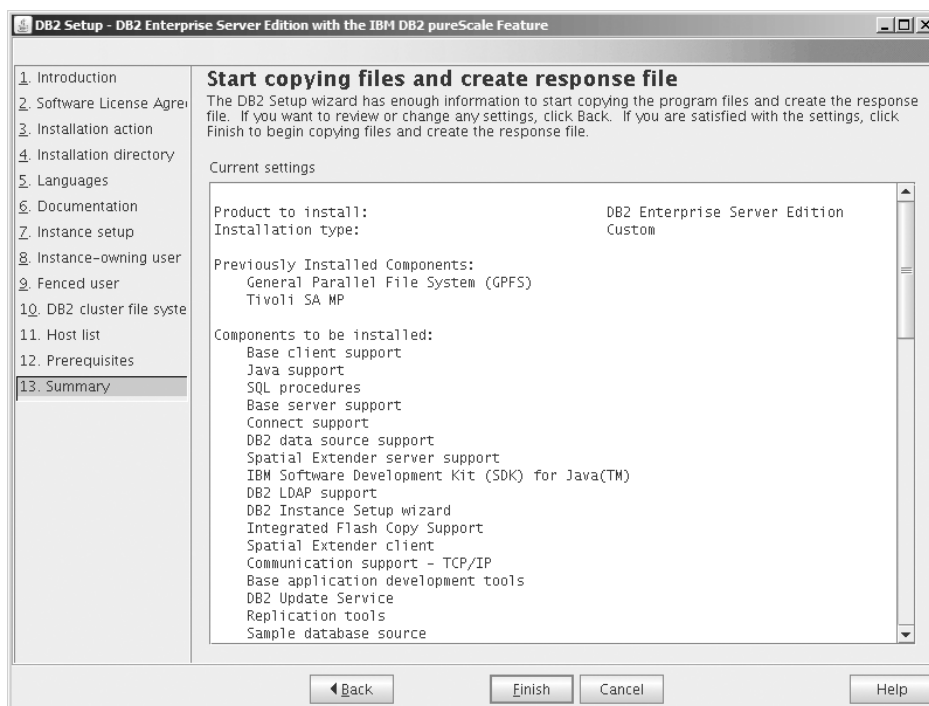 DB2 Setup - DB2 Enterprise Server Edition with the IBM DB2 pureScale Feature
1. Introduction
2. Software License Agre
3. Installation action
4. Installation directory
5. Languages
6. Documentation
7. Instance setup
8. Instance-owning user
9. Fenced user
10. DB2 cluster file syste
11. Host list
12. Prerequisites
13. Summary
Start copying files and create response file
The DB2 Setup wizard has enough information to start copying the program files and create the response
file. If you want to review or change any settings, click Back. If you are satisfied with the settings, click
Finish to begin copying files and create the response file.
Current settings
Product to install: DB2 Enterprise Server Edition
Installation type: Custom
Previously Installed Components:
General Parallel File System (GPFS)
Tivoli SA MP
Components to be installed:
Base client support
Java support
SQL procedures
Base server support
Connect support
DB2 data source support
Spatial Extender server support
IBM Software Development Kit (SDK) for Java(TM)
DB2 LDAP support
DB2 Instance Setup wizard
Integrated Flash Copy Support
Spatial Extender client
Communication support - TCP/IP
Base application development tools
DB2 Update Service
Replication tools
Sample database source
Back
Finish
Cancel
Help